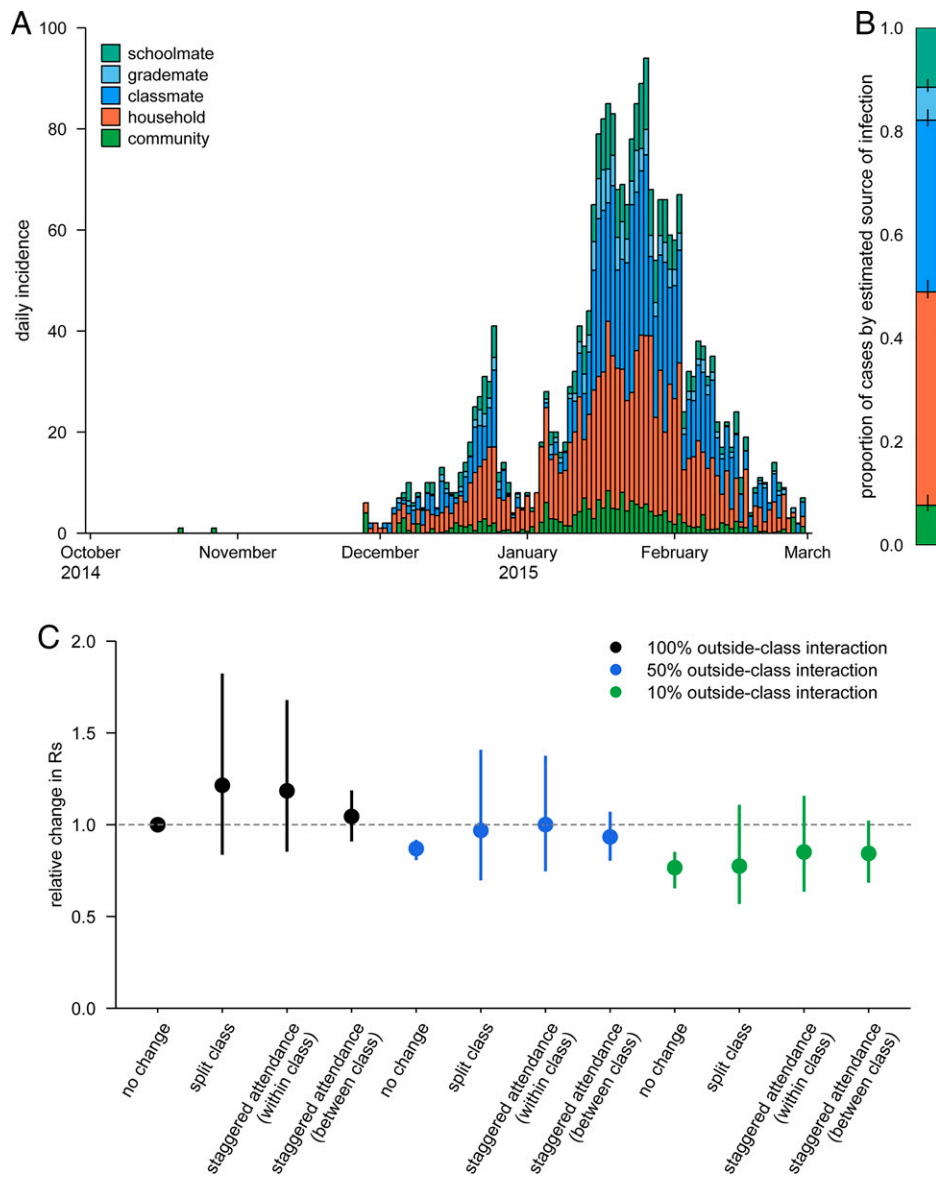 A
100
80
60
40
20
0
daily incidence
schoolmate
grademate
classmate
household
community
October
2014
November
December
January
2015
February
March
B
1.0
0.8
0.6
0.4
0.2
0.0
proportion of cases by estimated source of infection
C
2.0
1.5
1.0
0.5
0.0
relative change in Rs
100% outside-class interaction
50% outside-class interaction
10% outside-class interaction
no change
split class
staggered attendance
(within class)
staggered attendance
(between class)
no change
split class
staggered attendance
(within class)
staggered attendance
(between class)
no change
split class
staggered attendance
(within class)
staggered attendance
(between class)